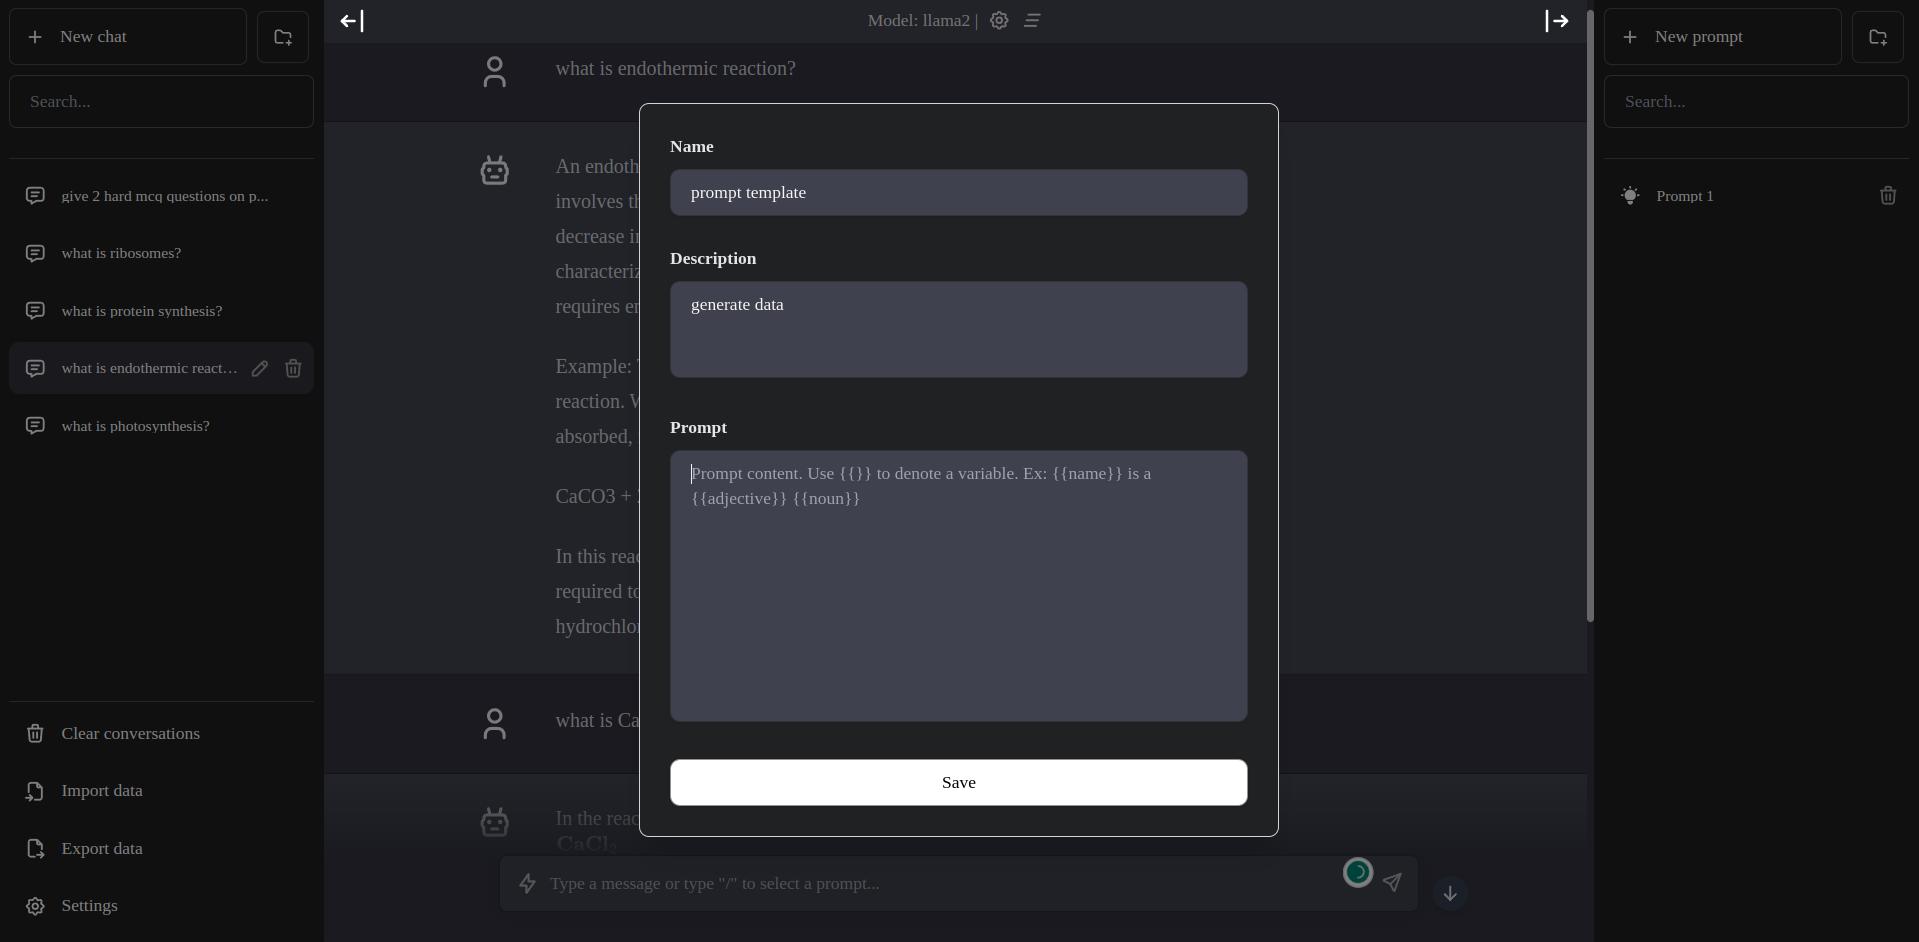 New chat
Search...
give 2 hard mcq questions on p...
what is ribosomes?
what is protein synthesis?
what is endothermic react...
what is photosynthesis?
Clear conversations
Import data
Export data
Settings
Model: llama2 |
what is endothermic reaction?
An endoth
involves th
decrease in
characteriz
requires en
Example:
reaction. W
absorbed,
CaCO3 +
In this reac
required to
hydrochlor
what is Ca
In the reac
CaCl₂
Type a message or type "/" to select a prompt...
Name
prompt template
Description
generate data
Prompt
Prompt content. Use {{}} to denote a variable. Ex: {{name}} is a
{{adjective}} {{noun}}
Save
New prompt
Search...
Prompt 1